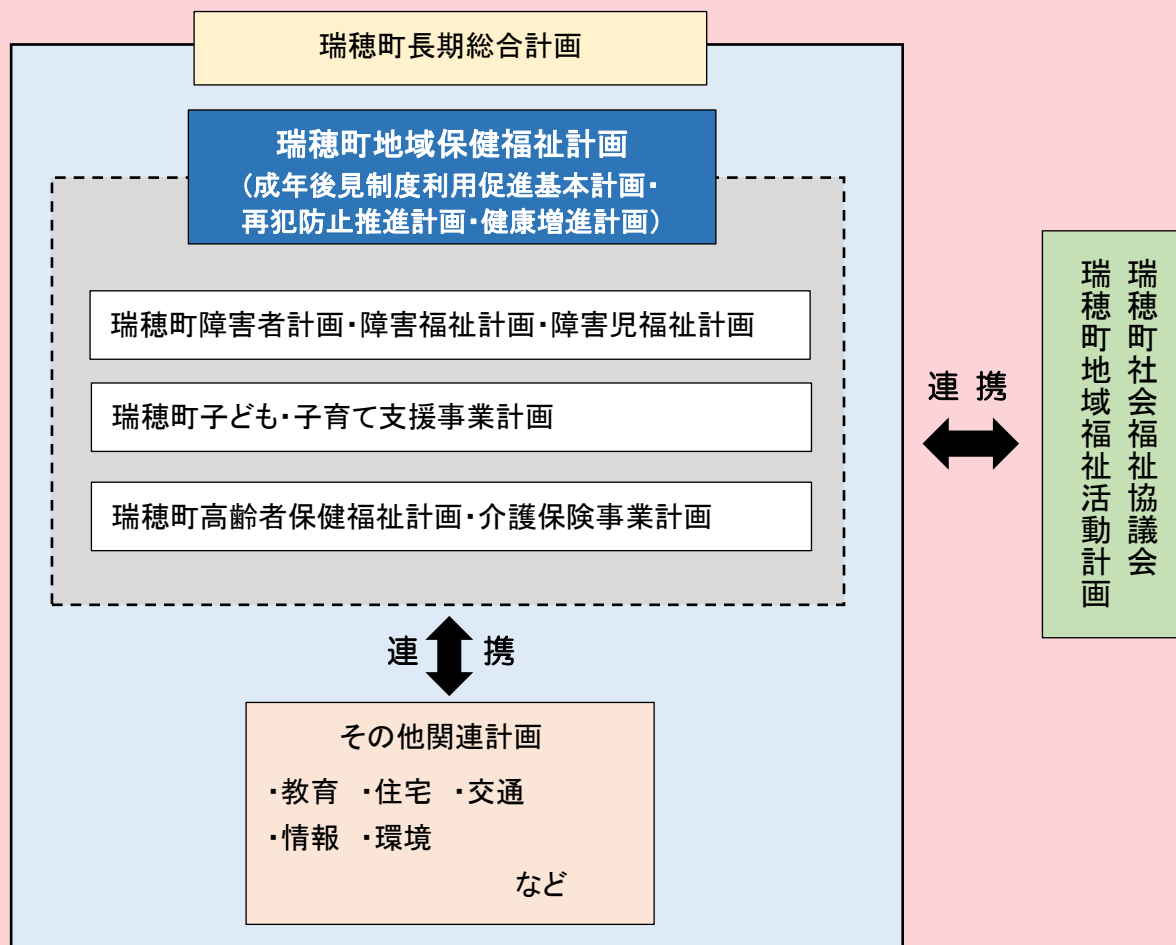 瑞穂町長期総合計画
瑞穂町地域保健福祉計画
(成年後見制度利用促進基本計画・
再犯防止推進計画・健康増進計画)
瑞穂町障害者計画・障害福祉計画・障害児福祉計画
瑞穂町子ども・子育て支援事業計画
瑞穂町高齢者保健福祉計画・介護保険事業計画
連 携
その他関連計画
・教育 ・住宅 ・交通
・情報 ・環境
など
連 携
瑞穂町社会福祉協議会
瑞穂町地域福祉活動計画